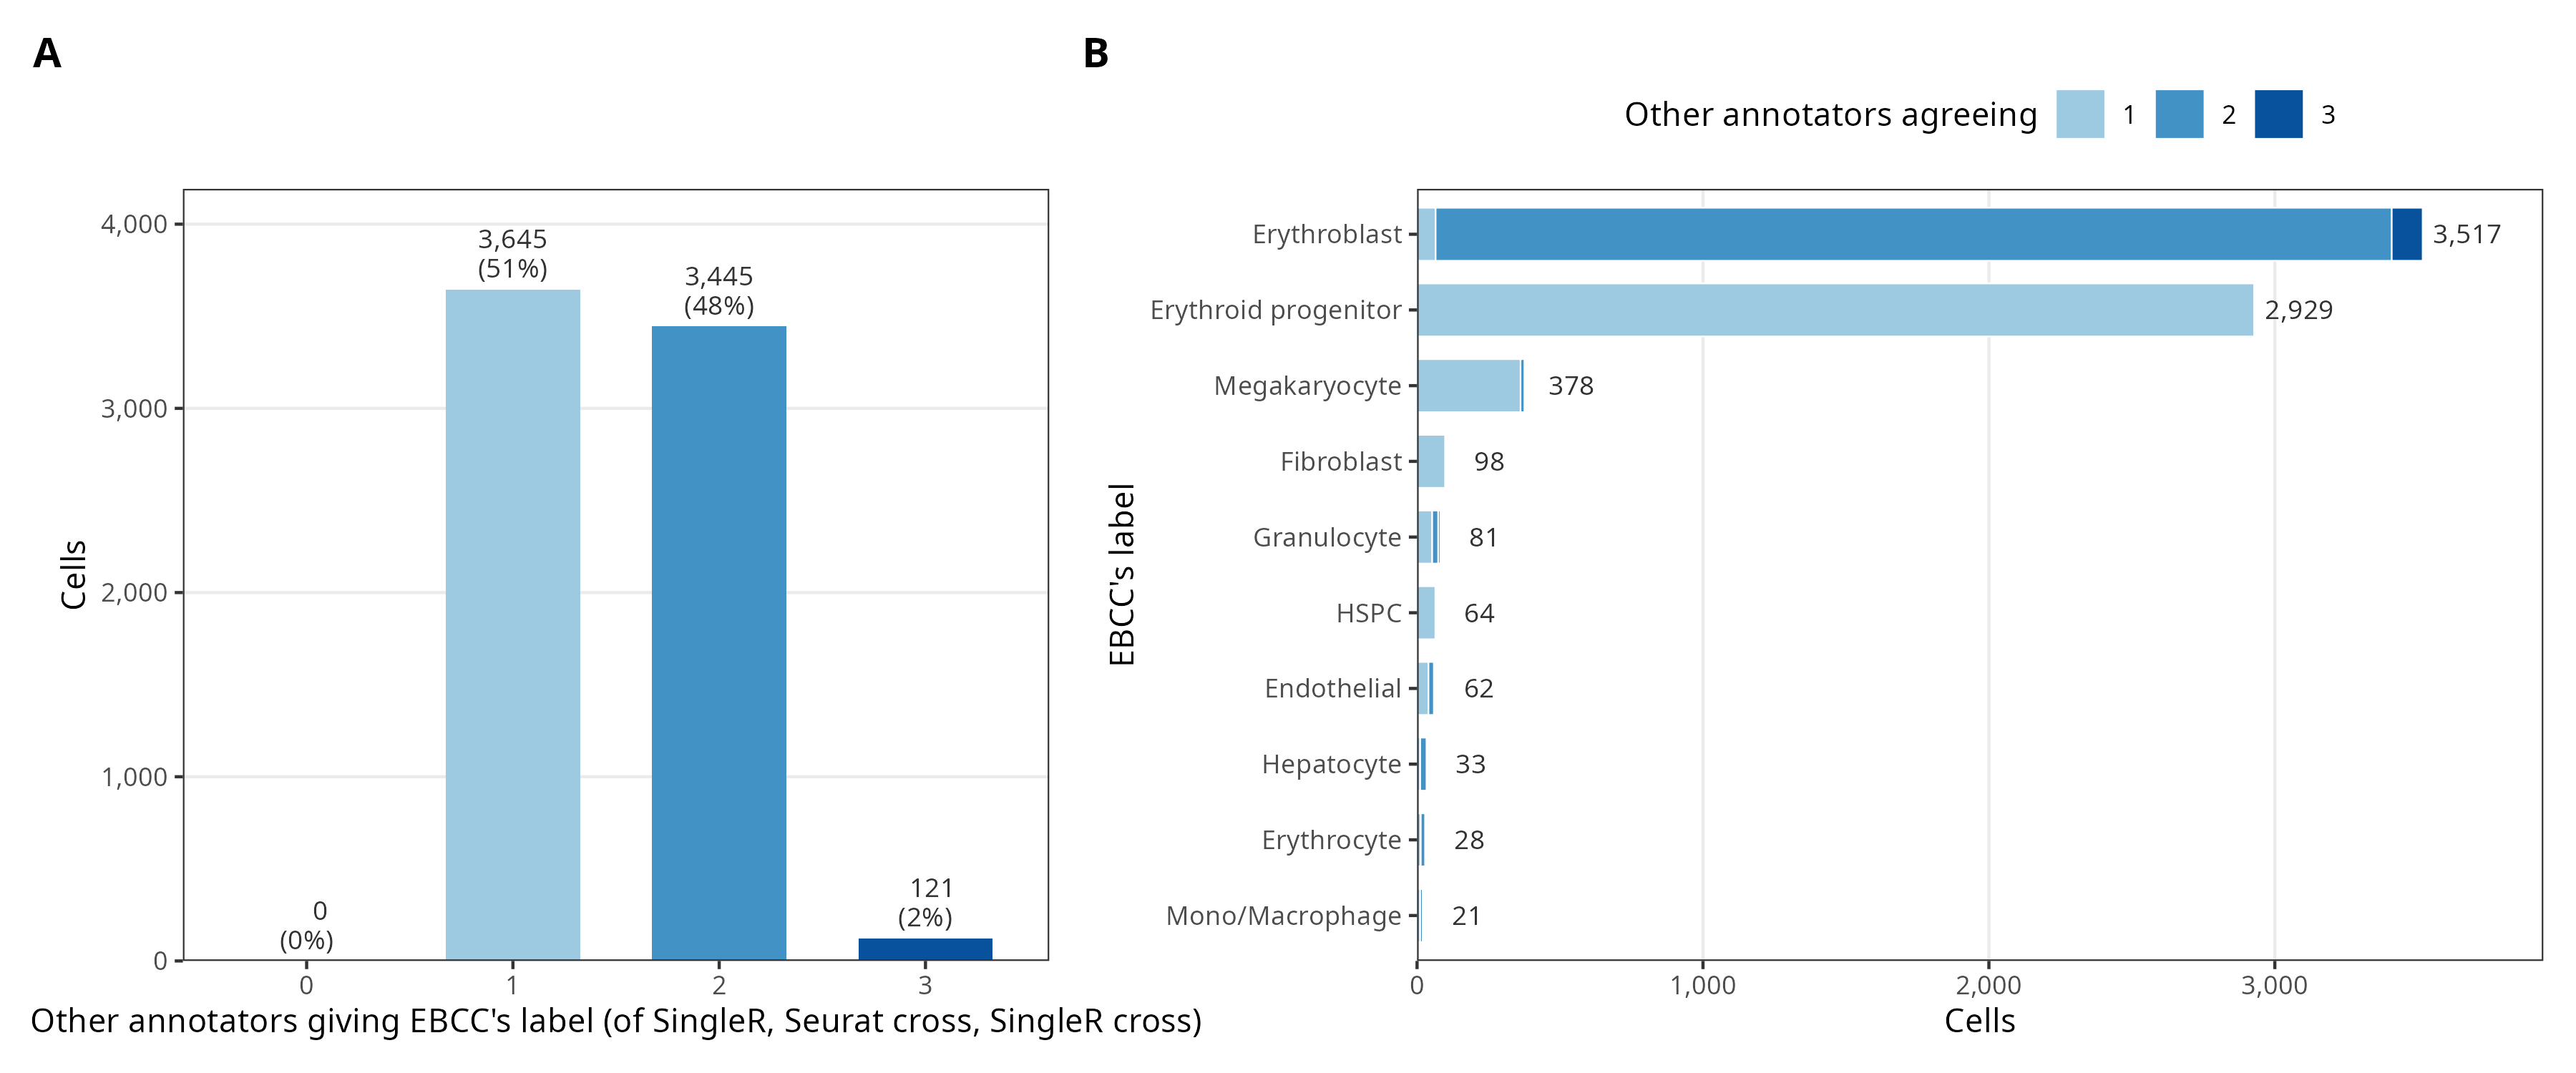 A
4,000
3,000
2,000
1,000
0
Cells
0
(0%)
3,645
(51%)
3,445
(48%)
121
(2%)
0
1
2
3
Other annotators giving EBCC's label (of SingleR, Seurat cross, SingleR cross)
B
Other annotators agreeing 1 2 3
EBCC's label
Erythroblast 3,517
Erythroid progenitor 2,929
Megakaryocyte 378
Fibroblast 98
Granulocyte 81
HSPC 64
Endothelial 62
Hepatocyte 33
Erythrocyte 28
Mono/Macrophage 21
0
1,000
2,000
3,000
Cells